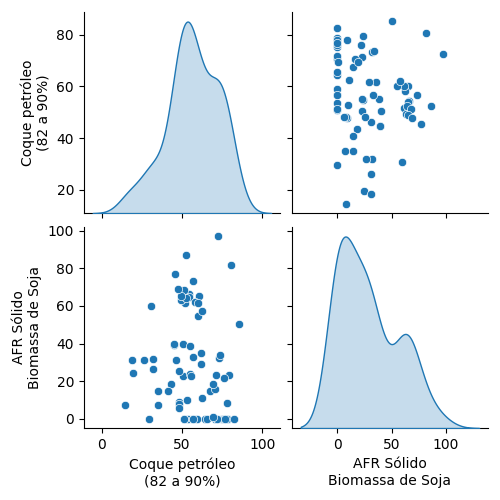 80
60
40
20
Coque petróleo
(82 a 90%)
100
80
60
40
20
0
AFR Sólido
Biomassa de Soja
0 50 100
Coque petróleo
(82 a 90%)
0 50 100
AFR Sólido
Biomassa de Soja